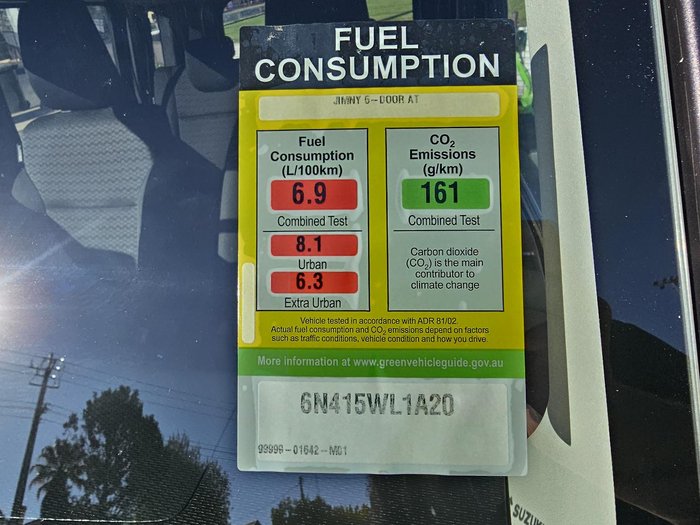 FUEL
CONSUMPTION
JIMNY 5-DOOR AT
Fuel
Consumption
(L/100km)
6.9
Combined Test
8.1
Urban
6.3
Extra Urban
CO₂
Emissions
(g/km)
161
Combined Test
Carbon dioxide
(CO₂) is the main
contributor to
climate change
Vehicle tested in accordance with ADR 81/02.
Actual fuel consumption and CO₂ emissions depend on factors
such as traffic conditions, vehicle condition and how you drive.
More information at www.greenvehicleguide.gov.au
6N415WL1A20
99999-01642-M01
SUZUK